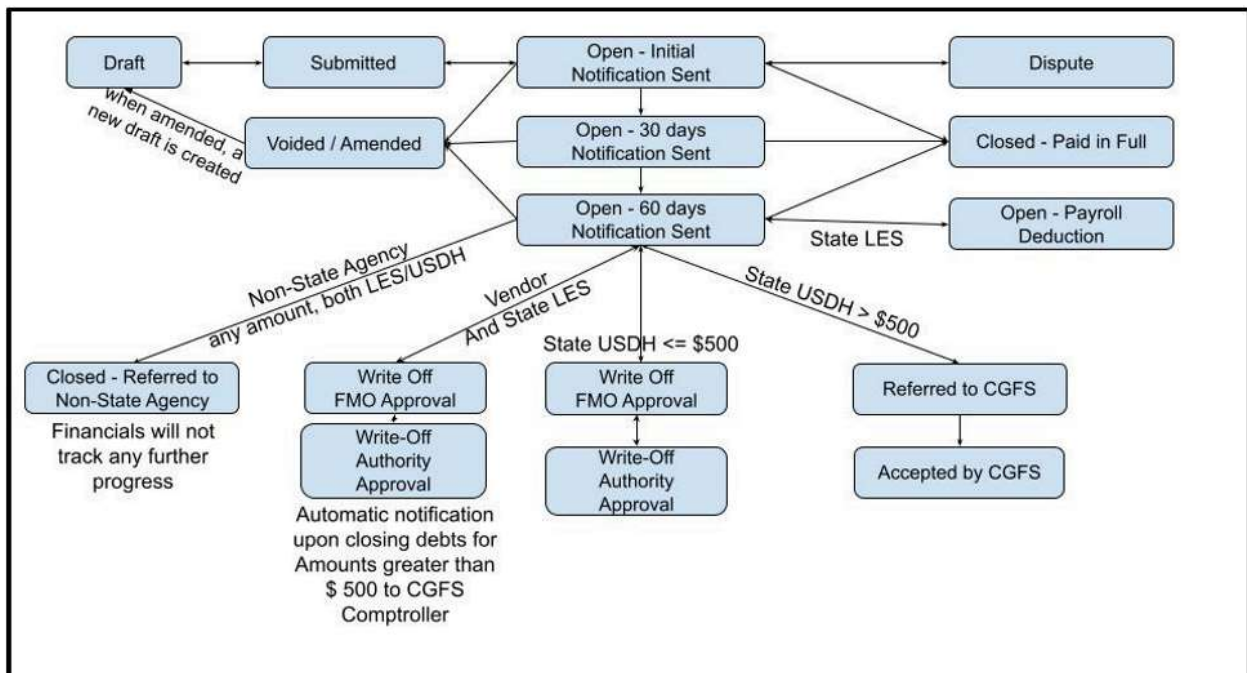 Draft
Submitted
Open - Initial
Notification Sent
Dispute
when amended, a
new draft is created
Voided / Amended
Open - 30 days
Notification Sent
Closed - Paid in Full
Open - 60 days
Notification Sent
State LES
Open - Payroll
Deduction
Non-State Agency
any amount, both LES/USDH
Vendor
And State LES
State USDH <= $500
State USDH > $500
Closed - Referred to
Non-State Agency
Financials will not
track any further
progress
Write Off
FMO Approval
Write-Off
Authority
Approval
Automatic notification
upon closing debts for
Amounts greater than
$ 500 to CGFS
Comptroller
Write Off
FMO Approval
Write-Off
Authority
Approval
Referred to CGFS
Accepted by CGFS